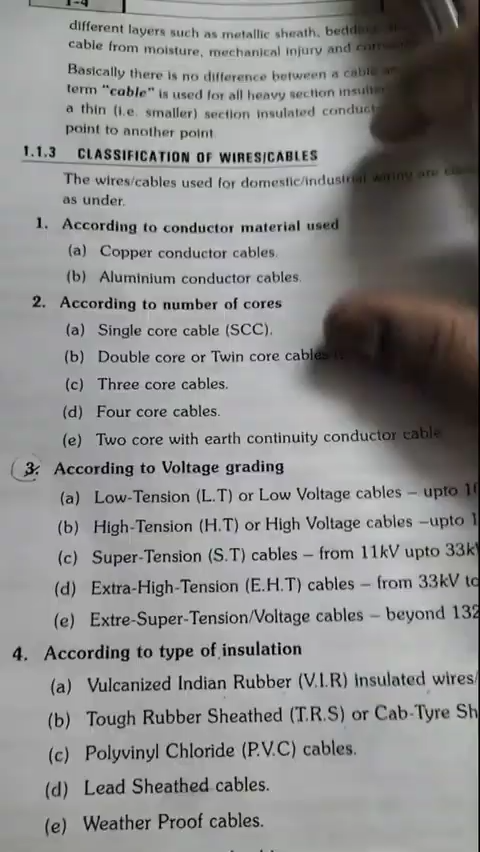 1-4
different layers such as metallic sheath, bedding
cable from moisture, mechanical injury and
Basically there is no difference between a cable
term "cable" is used for all heavy section
a thin (i.e. smaller) section insulated
point to another point
1.1.3 CLASSIFICATION OF WIRES/CABLES
The wires/cables used for domestic/industrial wiring are
as under.
1. According to conductor material used
(a) Copper conductor cables.
(b) Aluminium conductor cables.
2. According to number of cores
(a) Single core cable (SCC).
(b) Double core or Twin core cables
(c) Three core cables.
(d) Four core cables.
(e) Two core with earth continuity conductor cable
3. According to Voltage grading
(a) Low-Tension (L.T) or Low Voltage cables – upto
(b) High-Tension (H.T) or High Voltage cables –upto
(c) Super-Tension (S.T) cables – from 11kV upto 33kV
(d) Extra-High-Tension (E.H.T) cables – from 33kV to
(e) Extre-Super-Tension/Voltage cables – beyond 132
4. According to type of insulation
(a) Vulcanized Indian Rubber (V.I.R) Insulated wires/
(b) Tough Rubber Sheathed (T.R.S) or Cab-Tyre Sh
(c) Polyvinyl Chloride (P.V.C) cables.
(d) Lead Sheathed cables.
(e) Weather Proof cables.